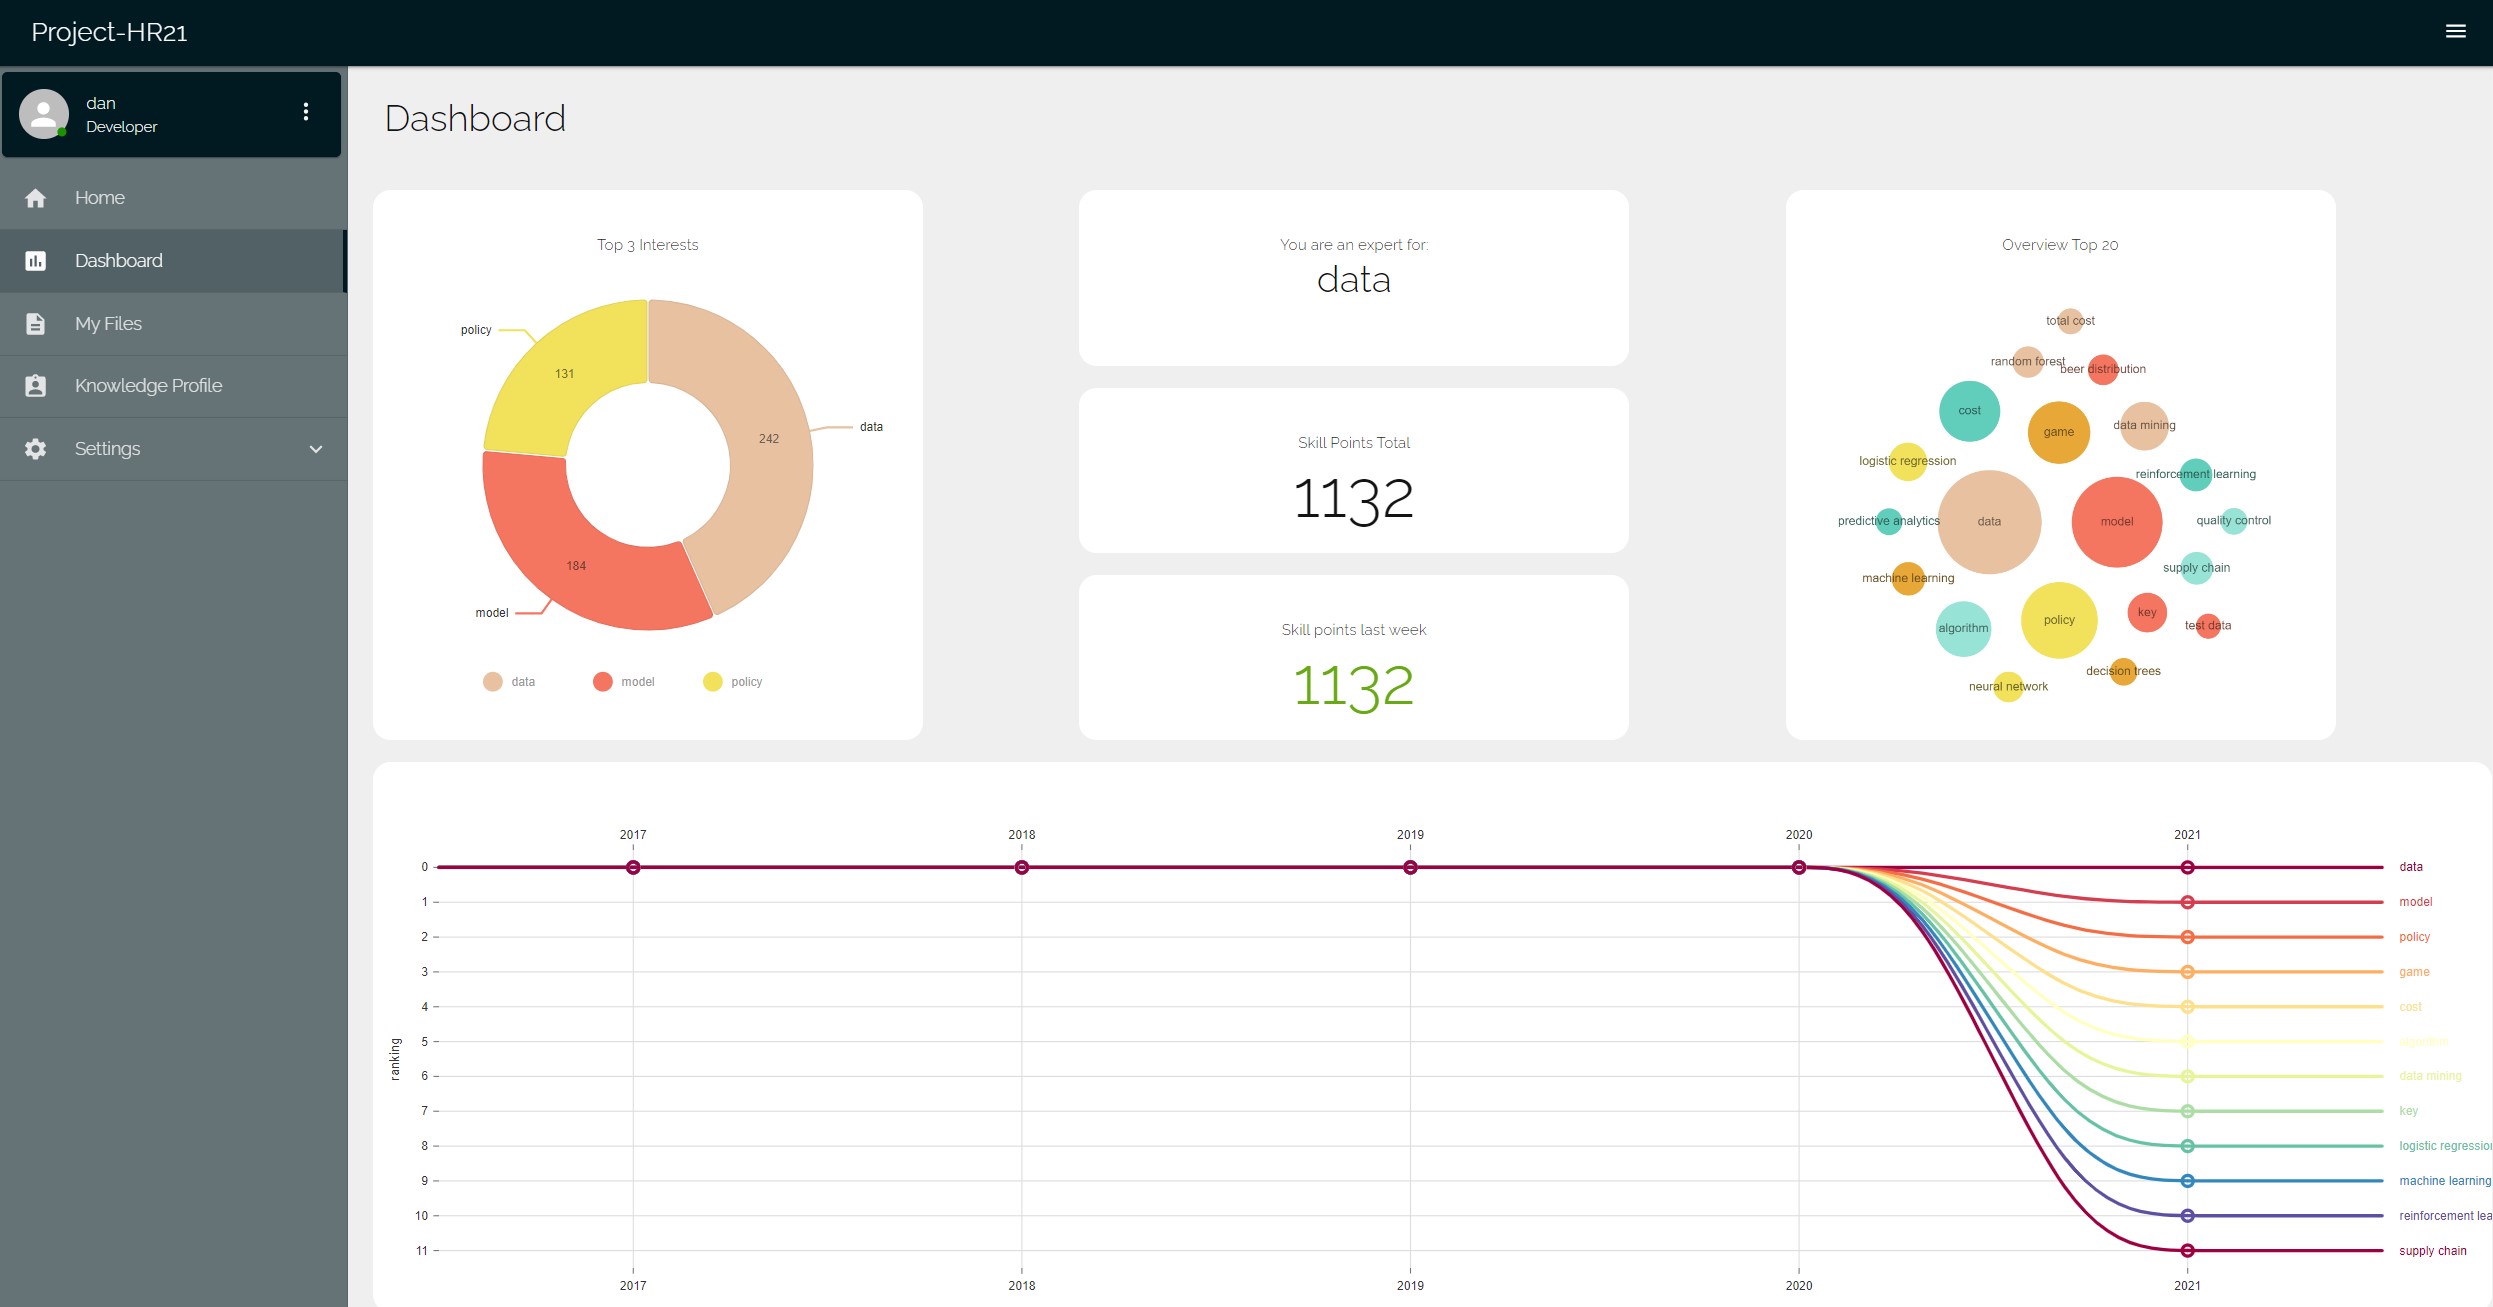 Project-HR21
dan
Developer
Home
Dashboard
My Files
Knowledge Profile
Settings
Dashboard
Top 3 Interests
policy
131
data
242
184
model
data model policy
You are an expert for:
data
Skill Points Total
1132
Skill points last week
1132
Overview Top 20
total cost
random forest
beer distribution
cost
game
data mining
logistic regression
reinforcement learning
predictive analytics
data
model
quality control
supply chain
machine learning
algorithm
policy
key
test data
decision trees
neural network
2017 2018 2019 2020 2021
ranking
0 data
1 model
2 policy
3 game
4 cost
5
6 data mining
7 key
8 logistic regressio
9 machine learning
10 reinforcement lea
11 supply chain
2017 2018 2019 2020 2021